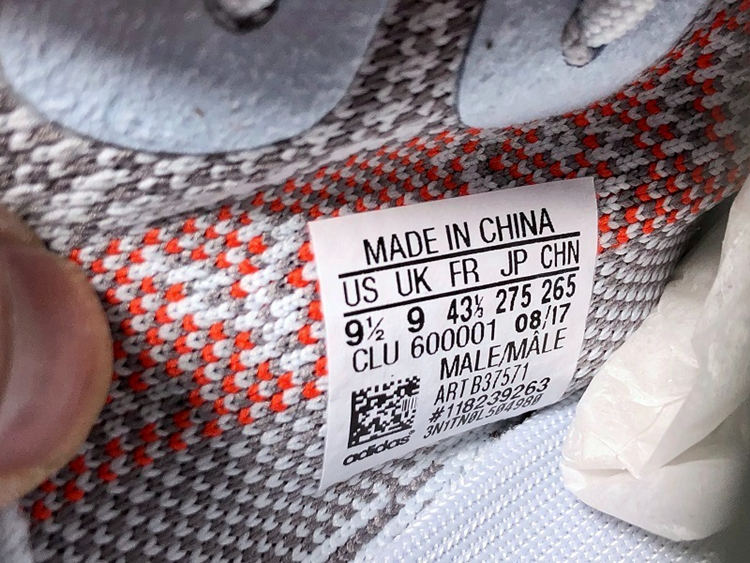 MADE IN CHINA
US UK FR JP CHN
9½ 9 43⅓ 275 265
CLU 600001 08/17
MALE/MÂLE
ART B37571
#118239263
3N1TN0L504980
adidas